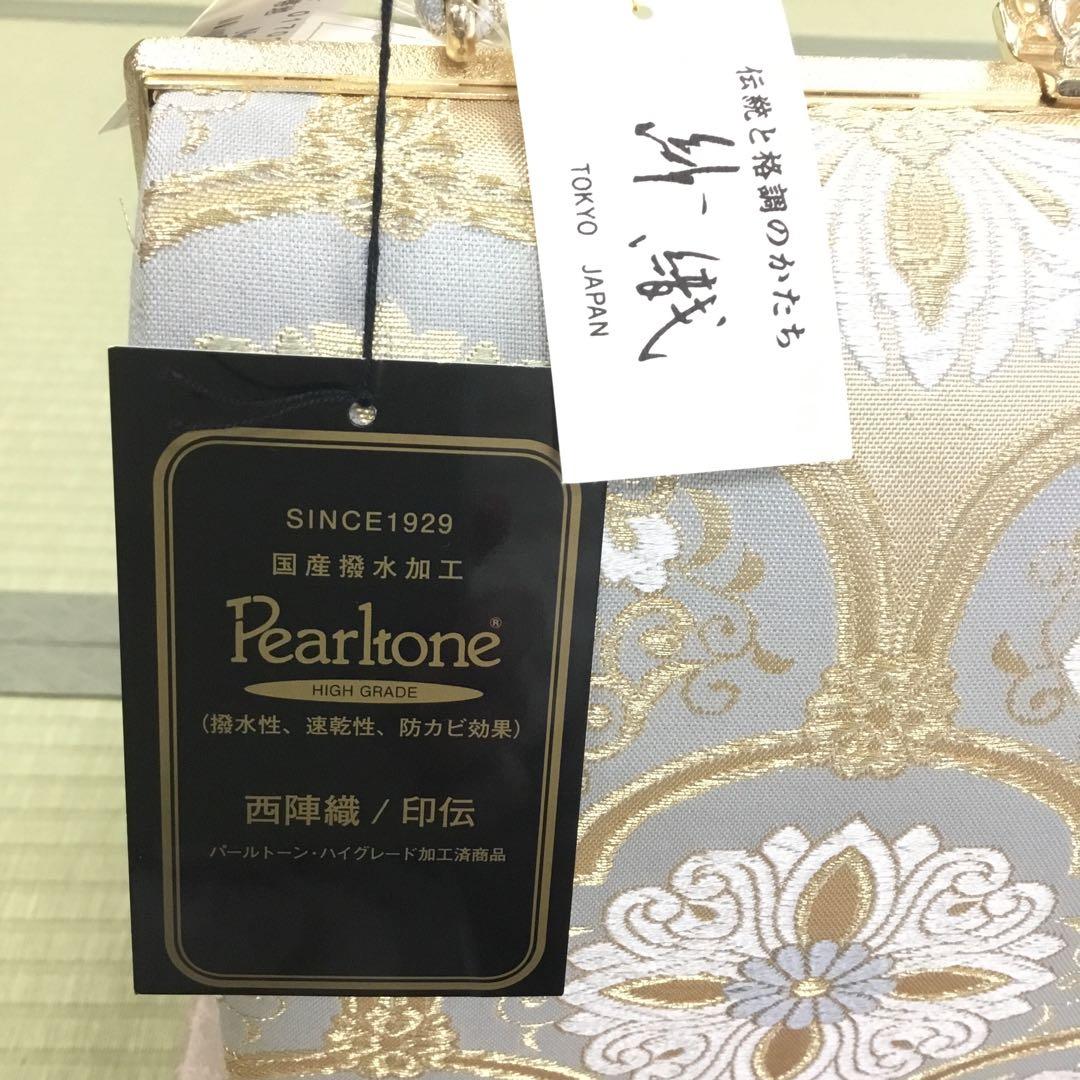 伝統と格調のかたち
TOKYO JAPAN
SINCE1929
国産撥水加工
Pearltone®
HIGH GRADE
(撥水性、速乾性、防カビ効果)
西陣織/印伝
パールトーン・ハイグレード加工済商品